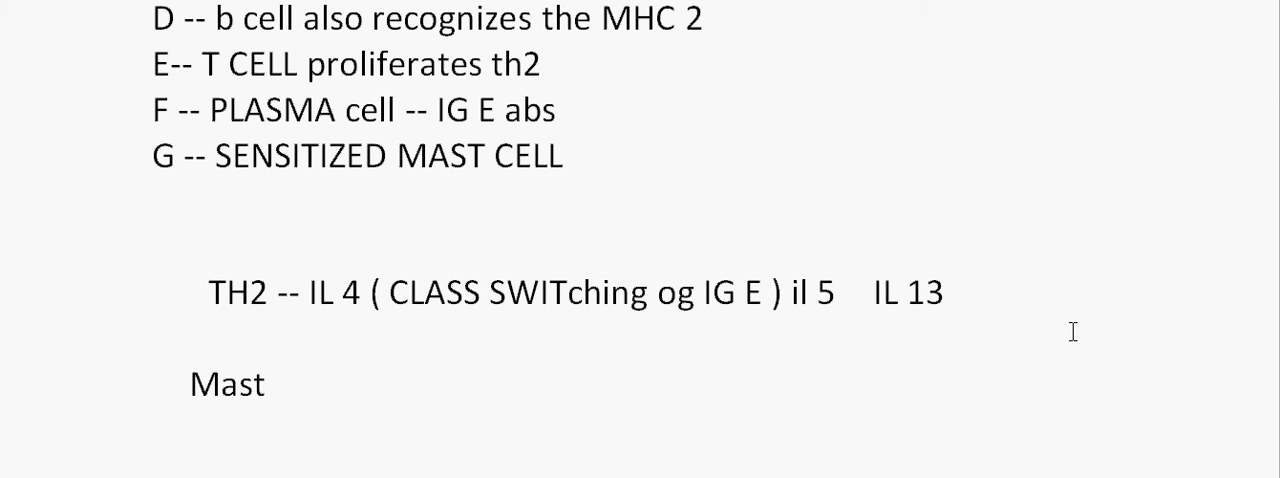 D -- b cell also recognizes the MHC 2
E-- T CELL proliferates th2
F -- PLASMA cell -- IG E abs
G -- SENSITIZED MAST CELL
TH2 -- IL 4 ( CLASS SWITching og IG E ) il 5 IL 13
Mast